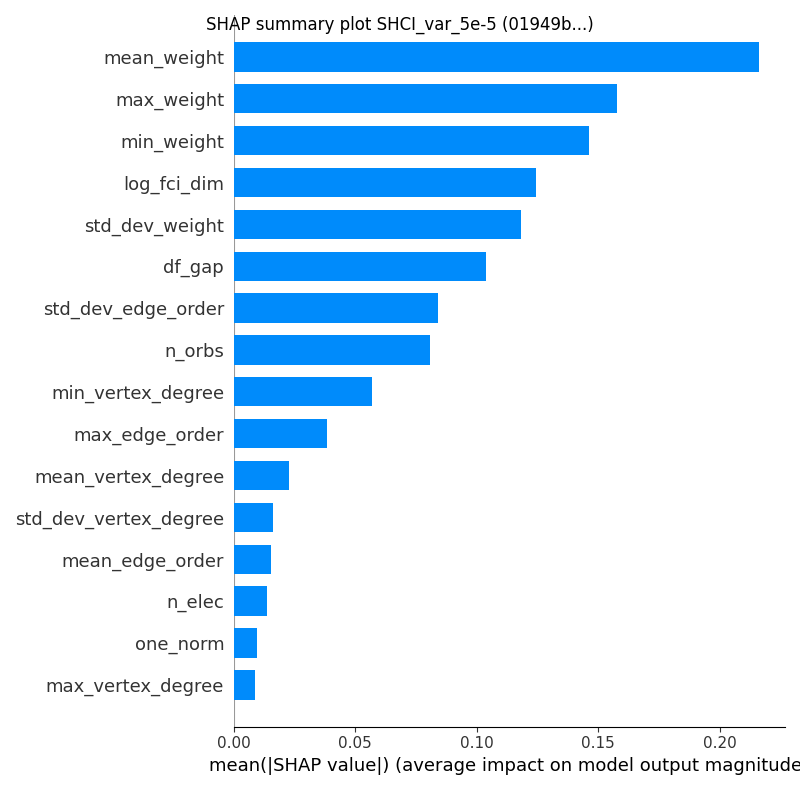 SHAP summary plot SHCI_var_5e-5 (01949b...)
mean_weight
max_weight
min_weight
log_fci_dim
std_dev_weight
df_gap
std_dev_edge_order
n_orbs
min_vertex_degree
max_edge_order
mean_vertex_degree
std_dev_vertex_degree
mean_edge_order
n_elec
one_norm
max_vertex_degree
0.00 0.05 0.10 0.15 0.20
mean(|SHAP value|) (average impact on model output magnitude